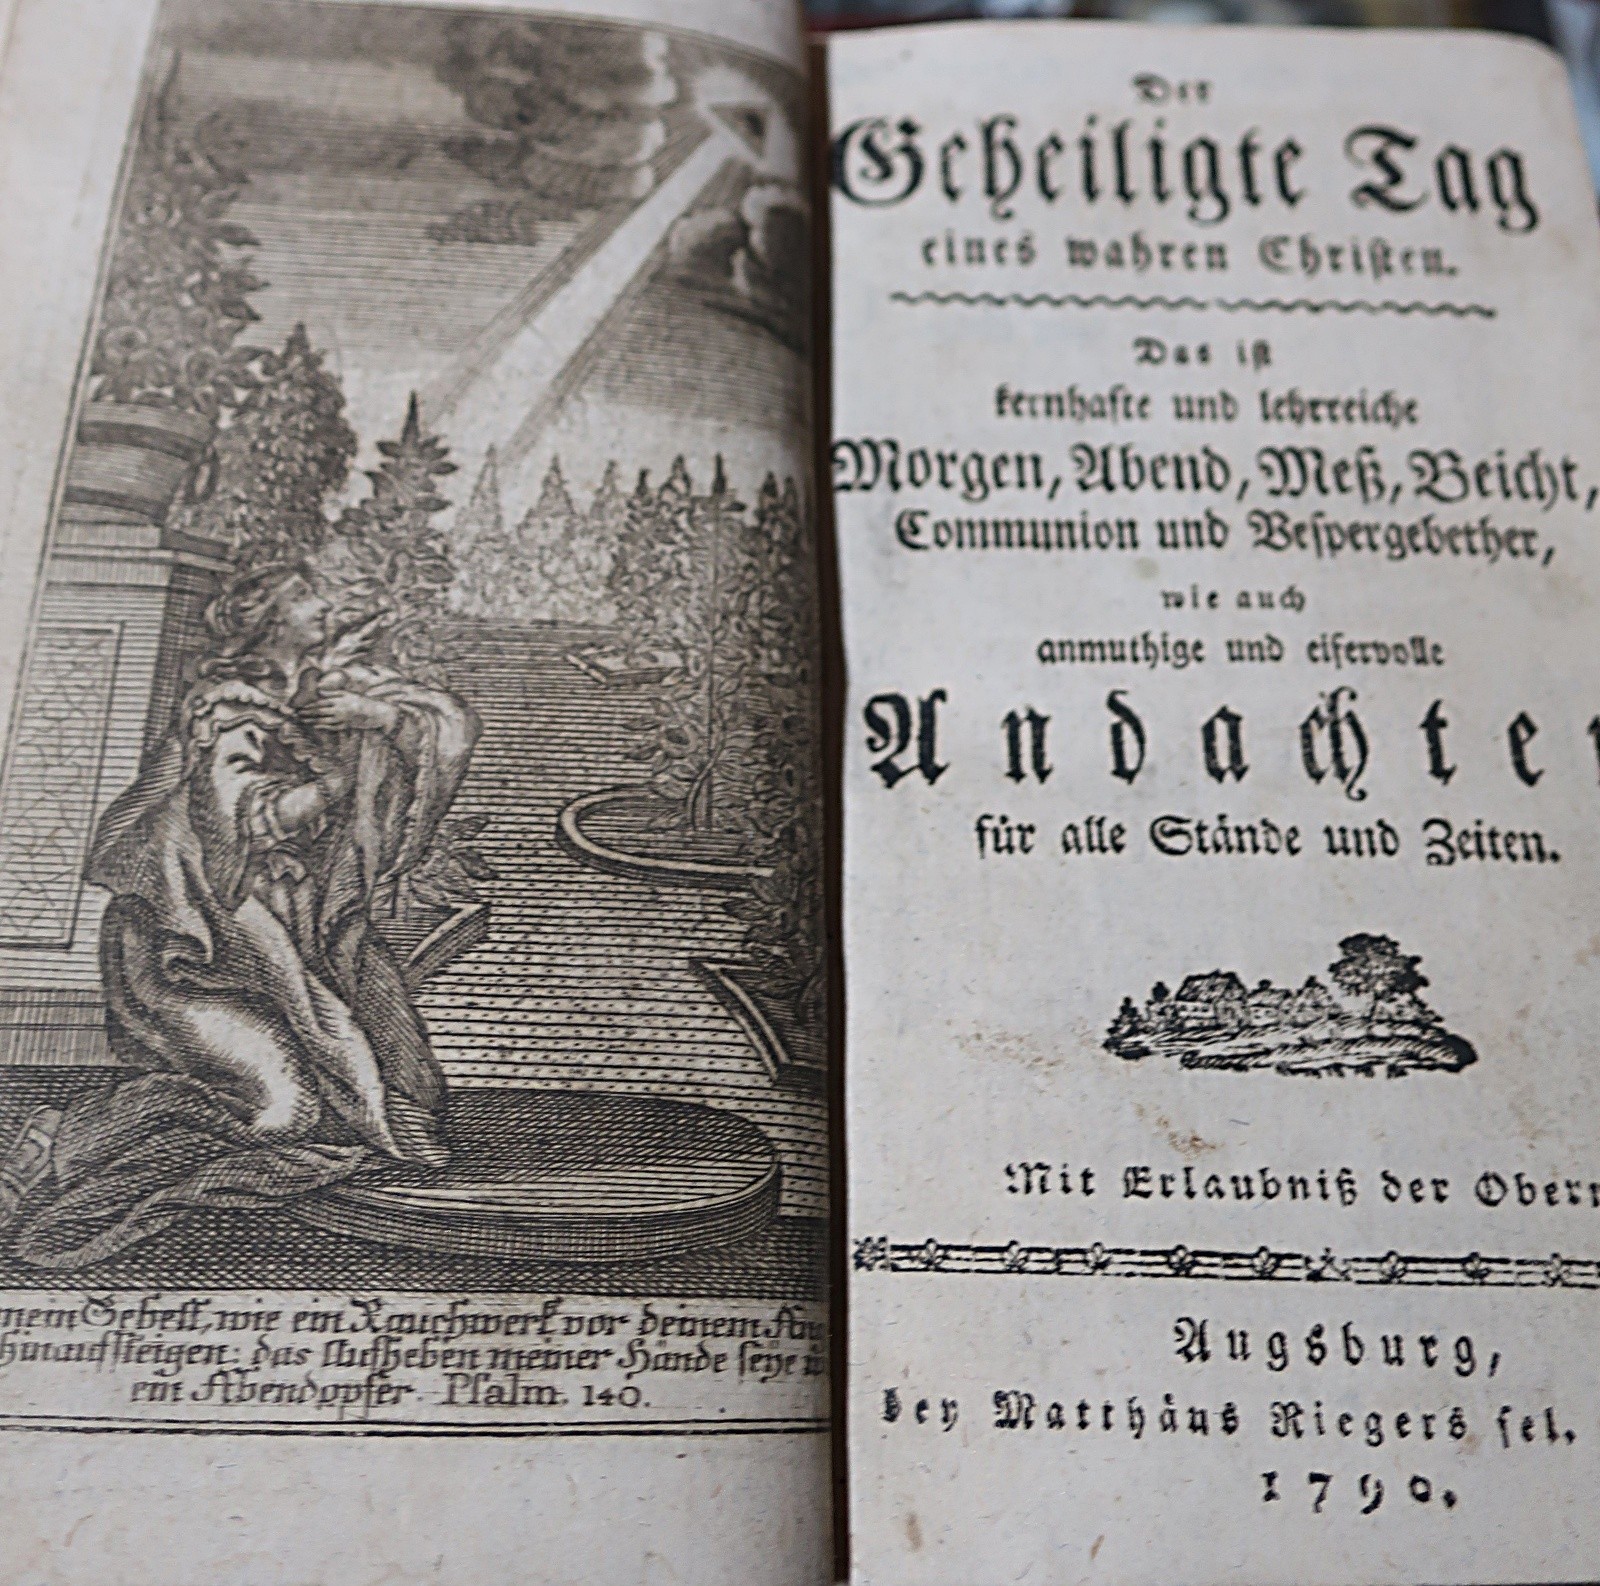 mein Gebett, wie ein Rauchwerk vor deinem
hinaufsteigen: das Aufheben meiner Hände seye
ein Abendopfer. Psalm. 140.
Der
Geheiligte Tag
eines wahren Christen.
Das ist
kernhafte und lehrreiche
Morgen, Abend, Meß, Beicht,
Communion und Vespergebether,
wie auch
anmuthige und eifervolle
Andachten
für alle Stände und Zeiten.
Mit Erlaubniß der Ober
Augsburg,
bey Matthäus Riegers sel.
1790.